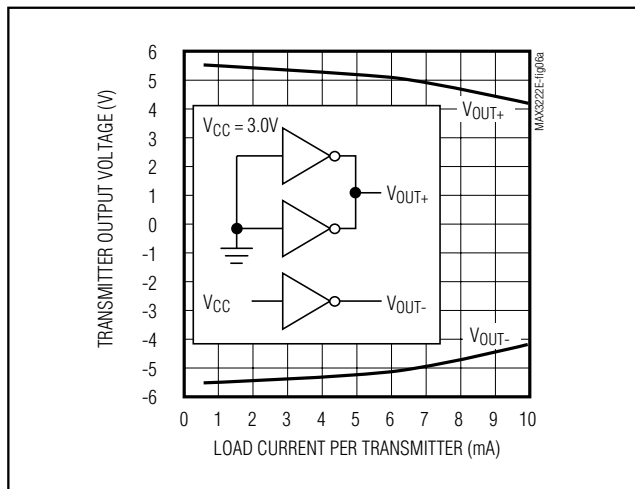 MAX3222E-fig06a
TRANSMITTER OUTPUT VOLTAGE (V)
6
5
4
3
2
1
0
-1
-2
-3
-4
-5
-6
VOUT+
VCC = 3.0V
VOUT+
VCC
VOUT-
VOUT-
0 1 2 3 4 5 6 7 8 9 10
LOAD CURRENT PER TRANSMITTER (mA)